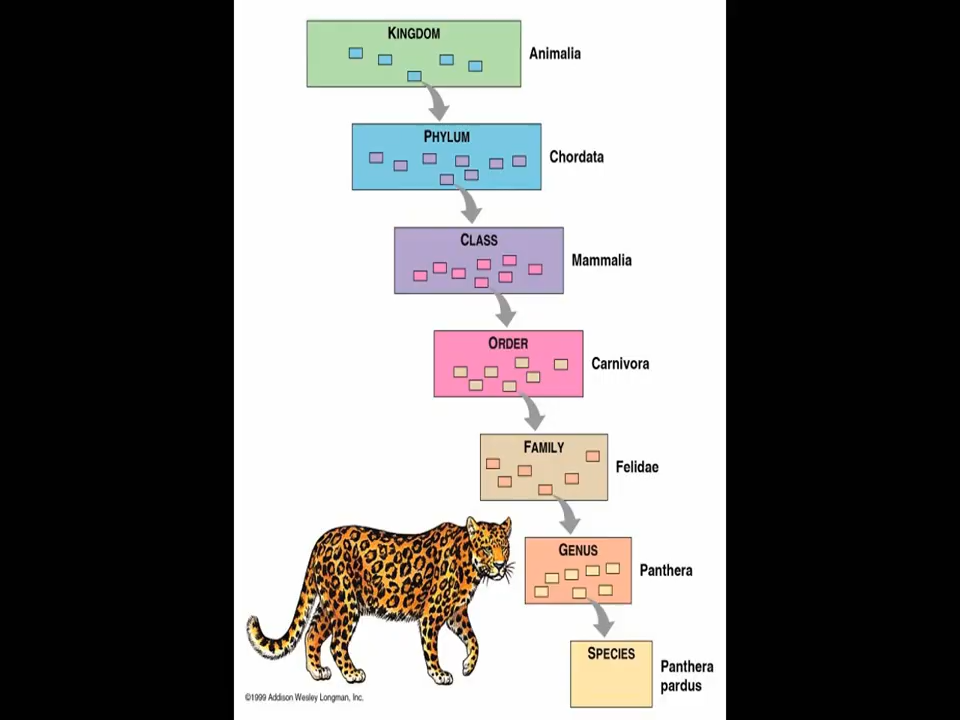 KINGDOM
Animalia
PHYLUM
Chordata
CLASS
Mammalia
ORDER
Carnivora
FAMILY
Felidae
GENUS
Panthera
SPECIES
Panthera
pardus
©1999 Addison Wesley Longman, Inc.